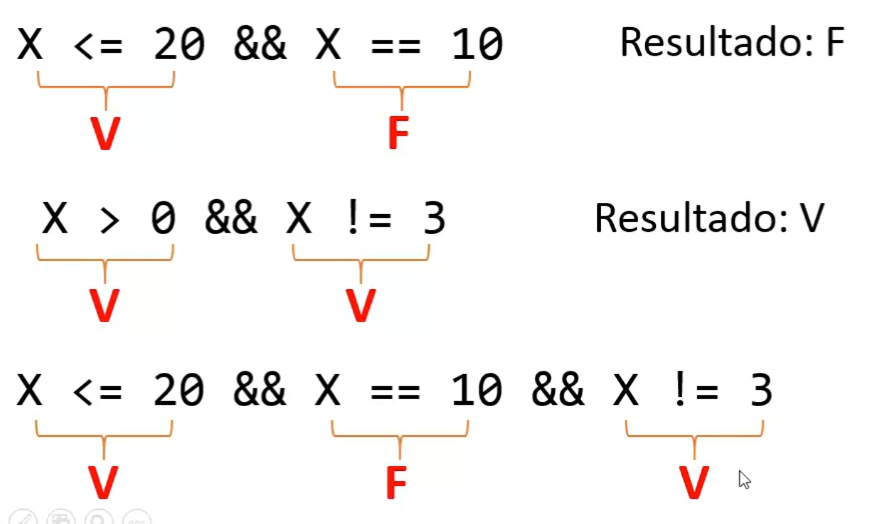 X <= 20 && X == 10 Resultado: F
V F
X > 0 && X != 3 Resultado: V
V V
X <= 20 && X == 10 && X != 3
V F V